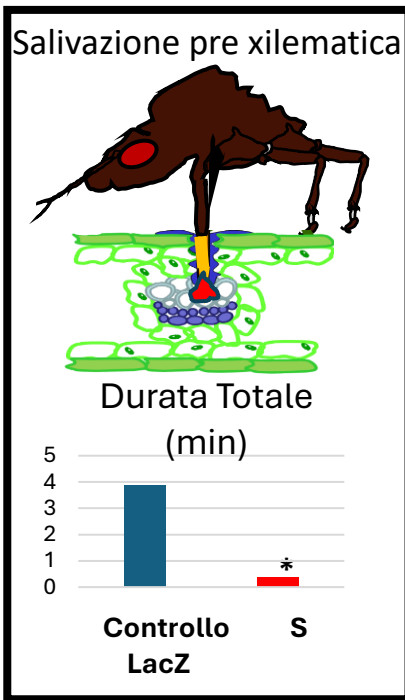 Salivazione pre xilematica
Durata Totale
(min)
5
4
3
2
1
0
*
Controllo
LacZ
S